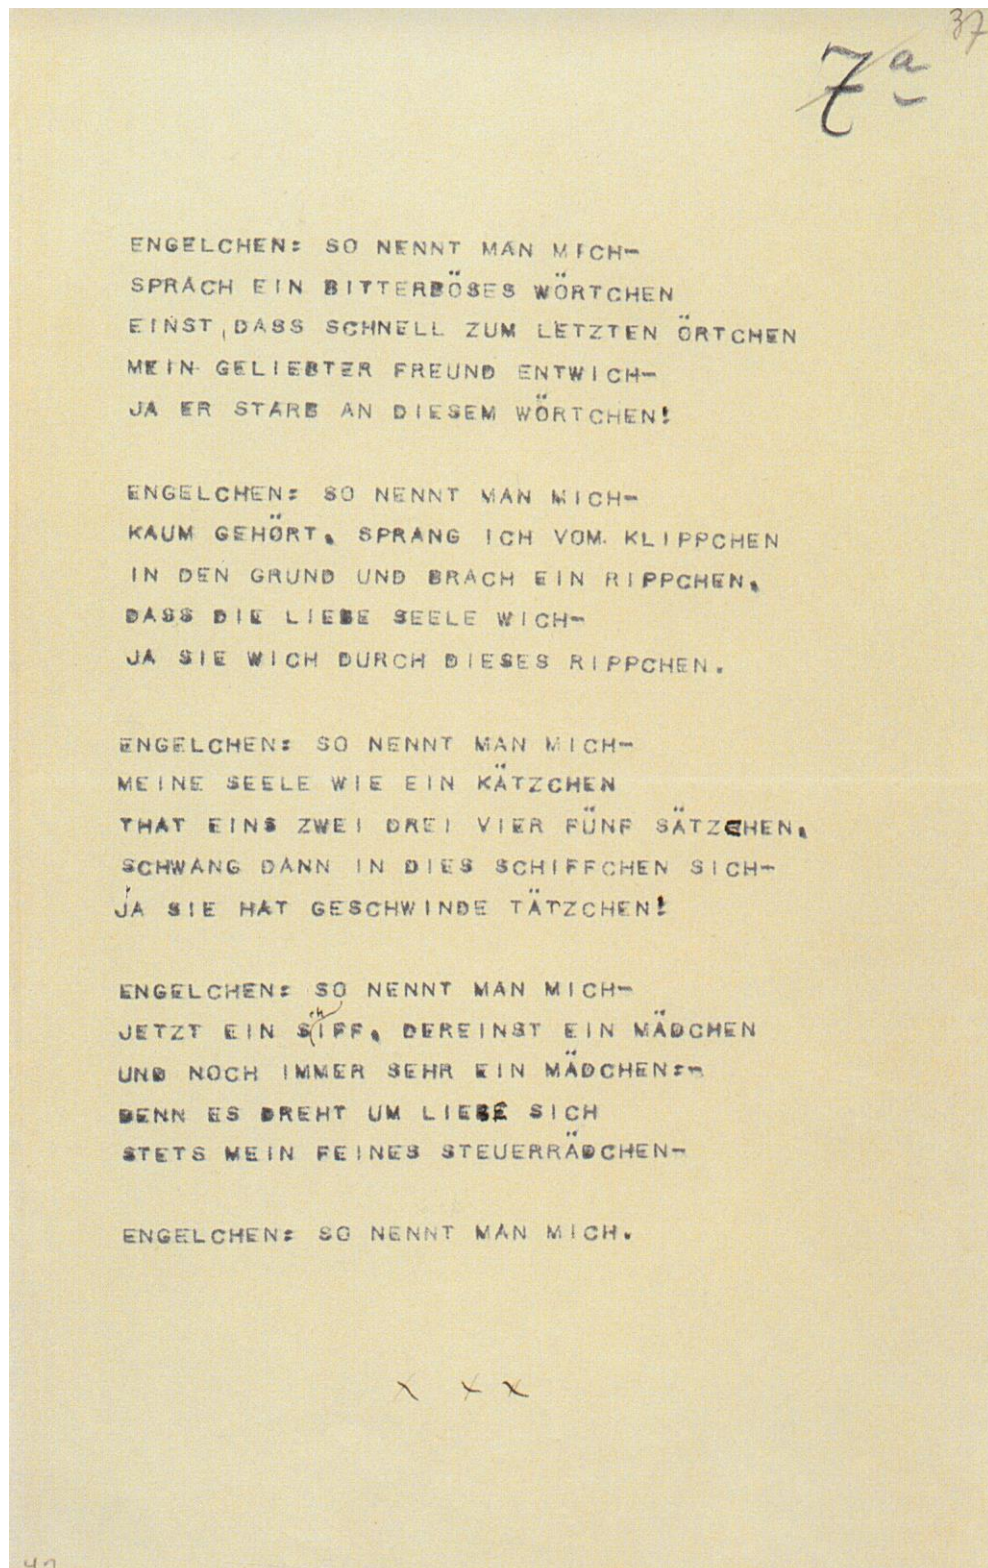 37
7a
ENGELCHEN: SO NENNT MAN MICH-
SPRACH EIN BITTERBÖSES WÖRTCHEN
EINST, DASS SCHNELL ZUM LETZTEN ÖRTCHEN
MEIN GELIEBTER FREUND ENTWICH-
JA ER STARB AN DIESEM WÖRTCHEN!
ENGELCHEN: SO NENNT MAN MICH-
KAUM GEHÖRT, SPRANG ICH VOM KLIPPCHEN
IN DEN GRUND UND BRACH EIN RIPPCHEN,
DASS DIE LIEBE SEELE WICH-
JA SIE WICH DURCH DIESES RIPPCHEN.
ENGELCHEN: SO NENNT MAN MICH-
MEINE SEELE WIE EIN KÄTZCHEN
THAT EINS ZWEI DREI VIER FÜNF SÄTZCHEN,
SCHWANG DANN IN DIES SCHIFFCHEN SICH-
JA SIE HAT GESCHWINDE TÄTZCHEN!
ENGELCHEN: SO NENNT MAN MICH-
JETZT EIN SchIFF, DEREINST EIN MÄDCHEN
UND NOCH IMMER SEHR EIN MÄDCHEN:-
DENN ES DREHT UM LIEBE SICH
STETS MEIN FEINES STEUERRÄDCHEN-
ENGELCHEN: SO NENNT MAN MICH.
x x x